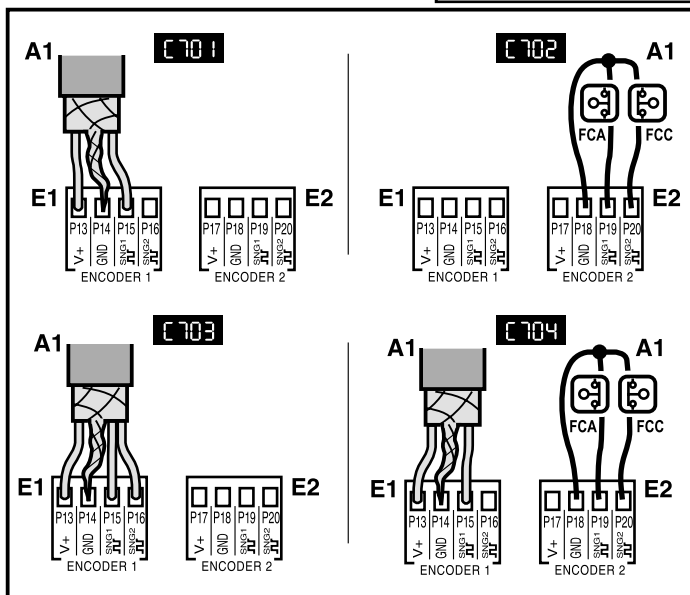 C701
A1
E1
P13 P14 P15 P16
V+ GND SNG1 SNG2
ENCODER 1
E2
P17 P18 P19 P20
V+ GND SNG1 SNG2
ENCODER 2
C702
A1
FCA FCC
E1
P13 P14 P15 P16
V+ GND SNG1 SNG2
ENCODER 1
E2
P17 P18 P19 P20
V+ GND SNG1 SNG2
ENCODER 2
C703
A1
E1
P13 P14 P15 P16
V+ GND SNG1 SNG2
ENCODER 1
E2
P17 P18 P19 P20
V+ GND SNG1 SNG2
ENCODER 2
C704
A1
A1
FCA FCC
E1
P13 P14 P15 P16
V+ GND SNG1 SNG2
ENCODER 1
E2
P17 P18 P19 P20
V+ GND SNG1 SNG2
ENCODER 2